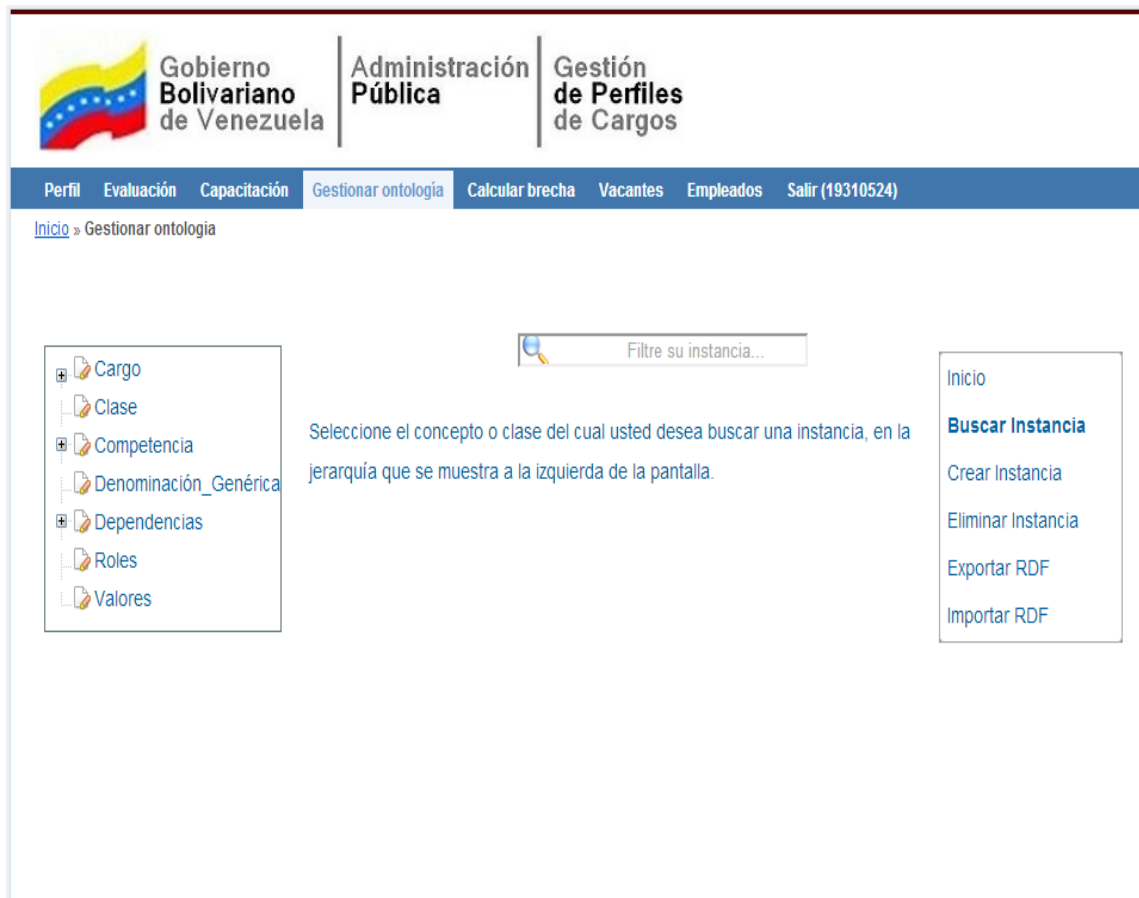 Gobierno
Bolivariano
de Venezuela
Administración
Pública
Gestión
de Perfiles
de Cargos
Perfil Evaluación Capacitación Gestionar ontología Calcular brecha Vacantes Empleados Salir (19310524)
Inicio » Gestionar ontologia
Cargo
Clase
Competencia
Denominación_Genérica
Dependencias
Roles
Valores
Filtre su instancia...
Seleccione el concepto o clase del cual usted desea buscar una instancia, en la
jerarquía que se muestra a la izquierda de la pantalla.
Inicio
Buscar Instancia
Crear Instancia
Eliminar Instancia
Exportar RDF
Importar RDF